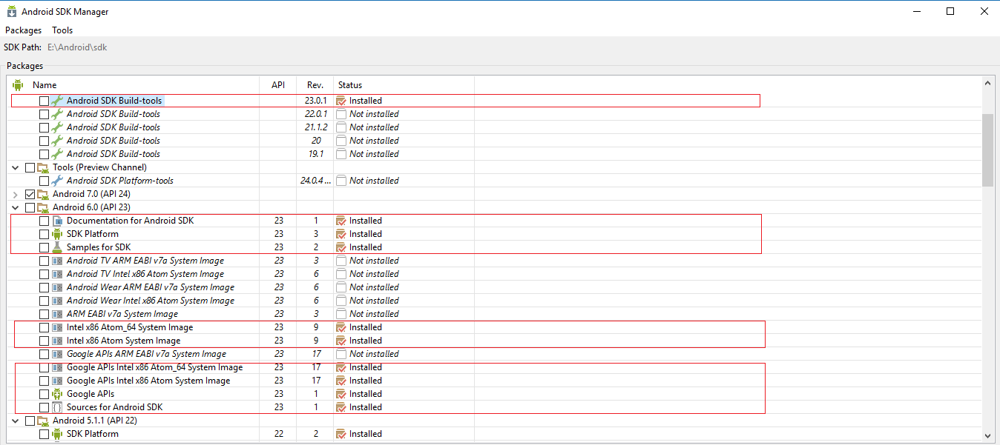 Android SDK Manager
Packages Tools
SDK Path: E:\Android\sdk
Packages
Name API Rev. Status
Android SDK Build-tools 23.0.1 Installed
Android SDK Build-tools 22.0.1 Not installed
Android SDK Build-tools 21.1.2 Not installed
Android SDK Build-tools 20 Not installed
Android SDK Build-tools 19.1 Not installed
Tools (Preview Channel)
Android SDK Platform-tools 24.0.4 ... Not installed
Android 7.0 (API 24)
Android 6.0 (API 23)
Documentation for Android SDK 23 1 Installed
SDK Platform 23 3 Installed
Samples for SDK 23 2 Installed
Android TV ARM EABI v7a System Image 23 3 Not installed
Android TV Intel x86 Atom System Image 23 6 Not installed
Android Wear ARM EABI v7a System Image 23 6 Not installed
Android Wear Intel x86 Atom System Image 23 6 Not installed
ARM EABI v7a System Image 23 3 Not installed
Intel x86 Atom_64 System Image 23 9 Installed
Intel x86 Atom System Image 23 9 Installed
Google APIs ARM EABI v7a System Image 23 17 Not installed
Google APIs Intel x86 Atom_64 System Image 23 17 Installed
Google APIs Intel x86 Atom System Image 23 17 Installed
Google APIs 23 1 Installed
Sources for Android SDK 23 1 Installed
Android 5.1.1 (API 22)
SDK Platform 22 2 Installed